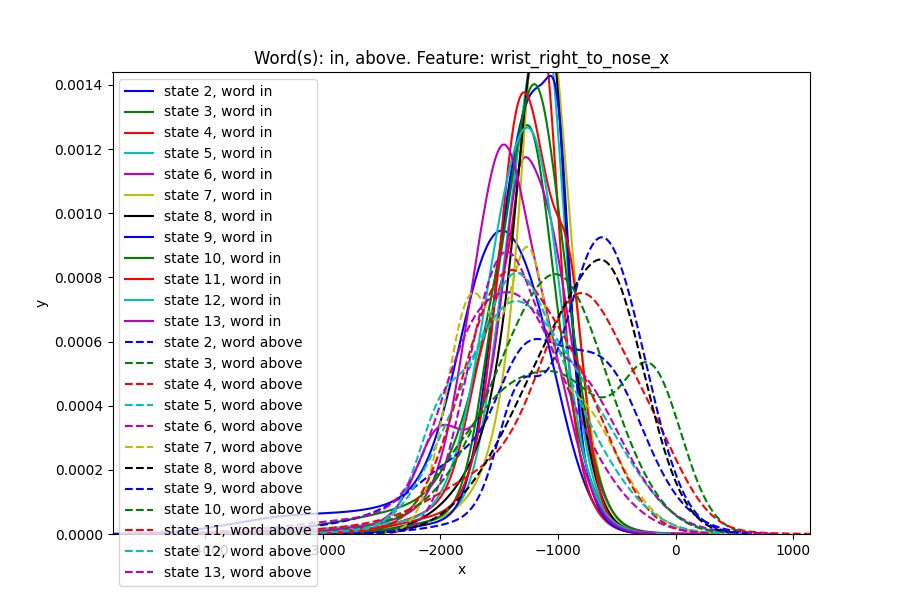 Word(s): in, above. Feature: wrist_right_to_nose_x
y
0.0014
0.0012
0.0010
0.0008
0.0006
0.0004
0.0002
0.0000
state 2, word in
state 3, word in
state 4, word in
state 5, word in
state 6, word in
state 7, word in
state 8, word in
state 9, word in
state 10, word in
state 11, word in
state 12, word in
state 13, word in
state 2, word above
state 3, word above
state 4, word above
state 5, word above
state 6, word above
state 7, word above
state 8, word above
state 9, word above
state 10, word above
state 11, word above
state 12, word above
state 13, word above
−2000 −1000 0 1000
x